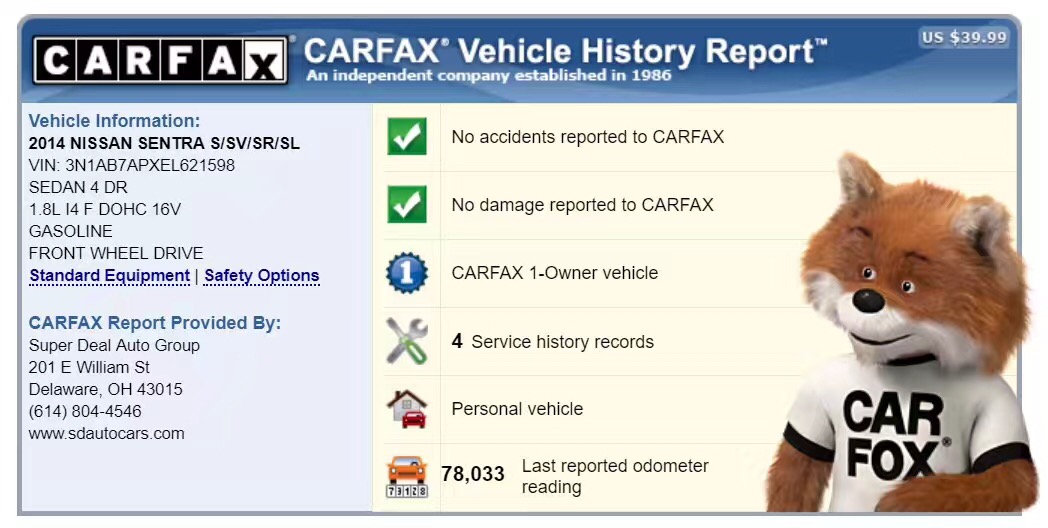 CARFAX®
CARFAX® Vehicle History Report™
An independent company established in 1986
US $39.99
Vehicle Information:
2014 NISSAN SENTRA S/SV/SR/SL
VIN: 3N1AB7APXEL621598
SEDAN 4 DR
1.8L I4 F DOHC 16V
GASOLINE
FRONT WHEEL DRIVE
Standard Equipment | Safety Options
CARFAX Report Provided By:
Super Deal Auto Group
201 E William St
Delaware, OH 43015
(614) 804-4546
www.sdautocars.com
No accidents reported to CARFAX
No damage reported to CARFAX
1
CARFAX 1-Owner vehicle
4 Service history records
Personal vehicle
73128
78,033 Last reported odometer
reading
CAR
FOX®